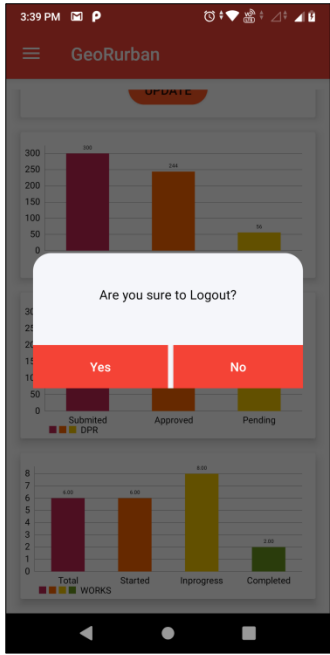 3:39 PM
GeoRurban
UPDATE
300
300
250
244
200
150
100
56
50
0
Are you sure to Logout?
Yes No
50
0
Submited Approved Pending
DPR
8
8.00
7
6
6.00 6.00
5
4
3
2
2.00
1
0
Total Started Inprogress Completed
WORKS